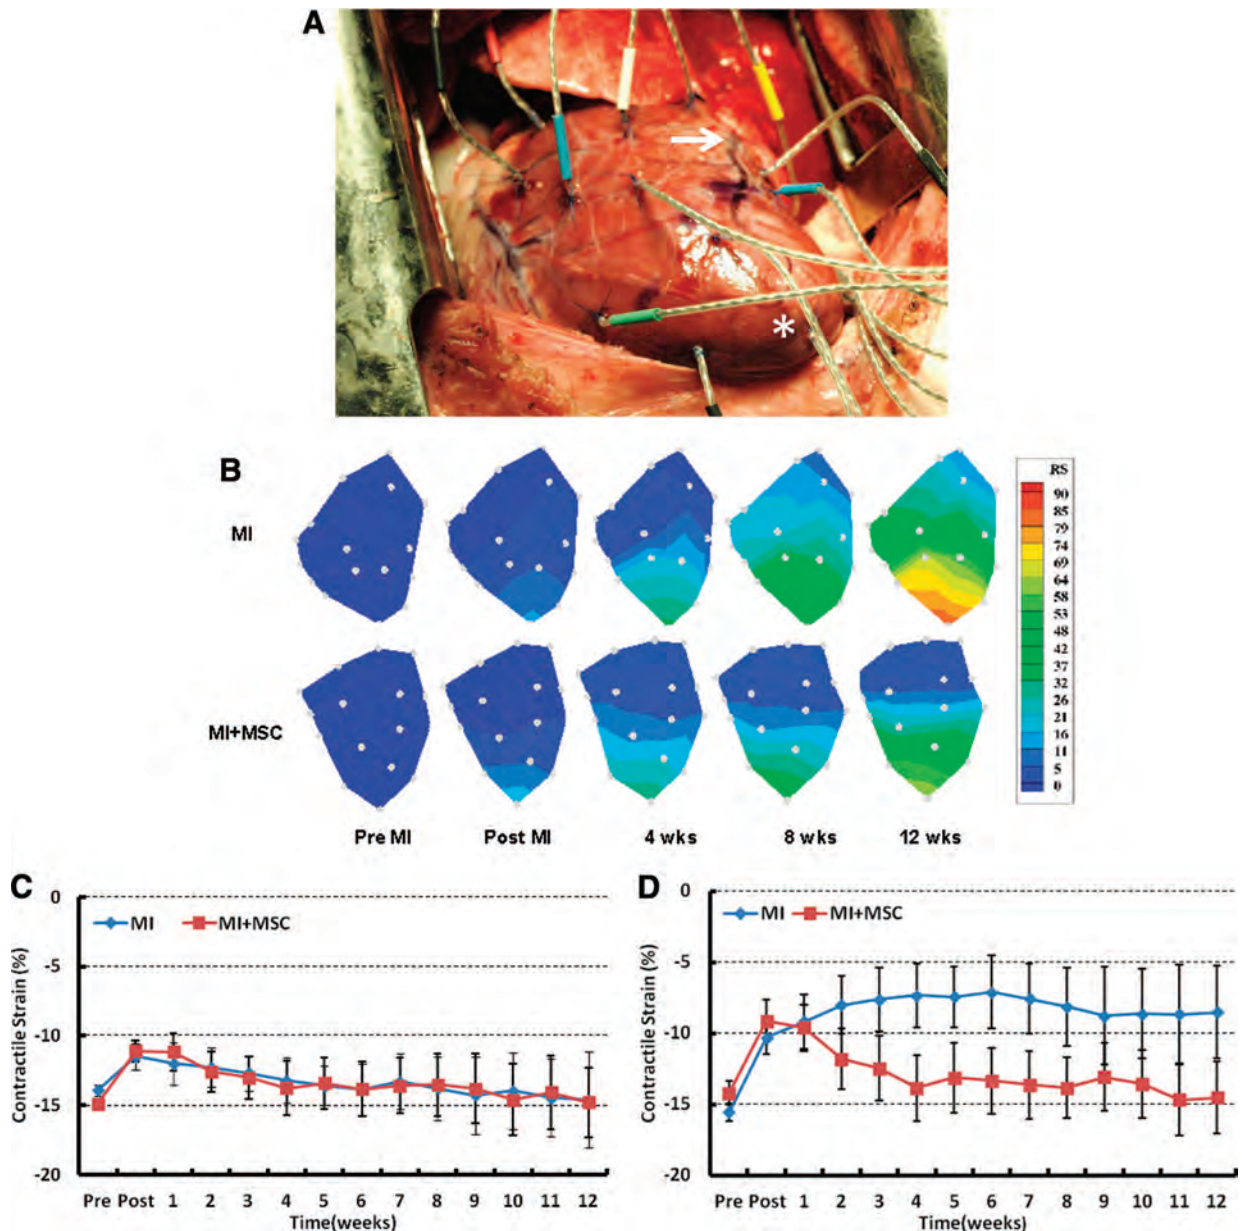 A
*
B
MI
MI+MSC
Pre MI
Post MI
4 wks
8 wks
12 wks
RS
90
85
79
74
69
64
58
53
48
42
37
32
26
21
16
11
5
0
C
MI
MI+MSC
Contractile Strain (%)
0
-5
-10
-15
-20
Pre Post 1 2 3 4 5 6 7 8 9 10 11 12
Time(weeks)
D
MI
MI+MSC
Contractile Strain (%)
0
-5
-10
-15
-20
Pre Post 1 2 3 4 5 6 7 8 9 10 11 12
Time(weeks)